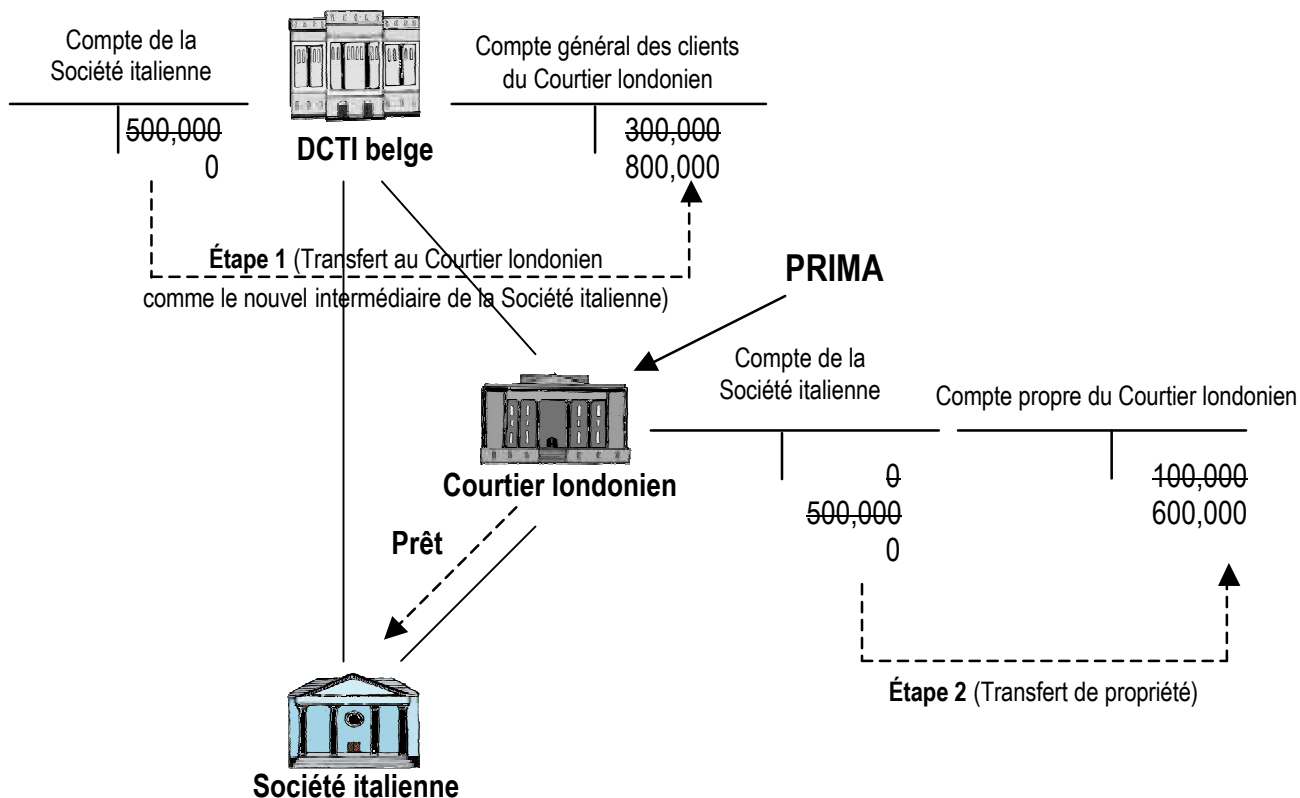 Compte de la
Société italienne
500,000
0
DCTI belge
Compte général des clients
du Courtier londonien
300,000
800,000
Étape 1 (Transfert au Courtier londonien
comme le nouvel intermédiaire de la Société italienne)
PRIMA
Courtier londonien
Compte de la
Société italienne
0
500,000
0
Compte propre du Courtier londonien
100,000
600,000
Prêt
Étape 2 (Transfert de propriété)
Société italienne